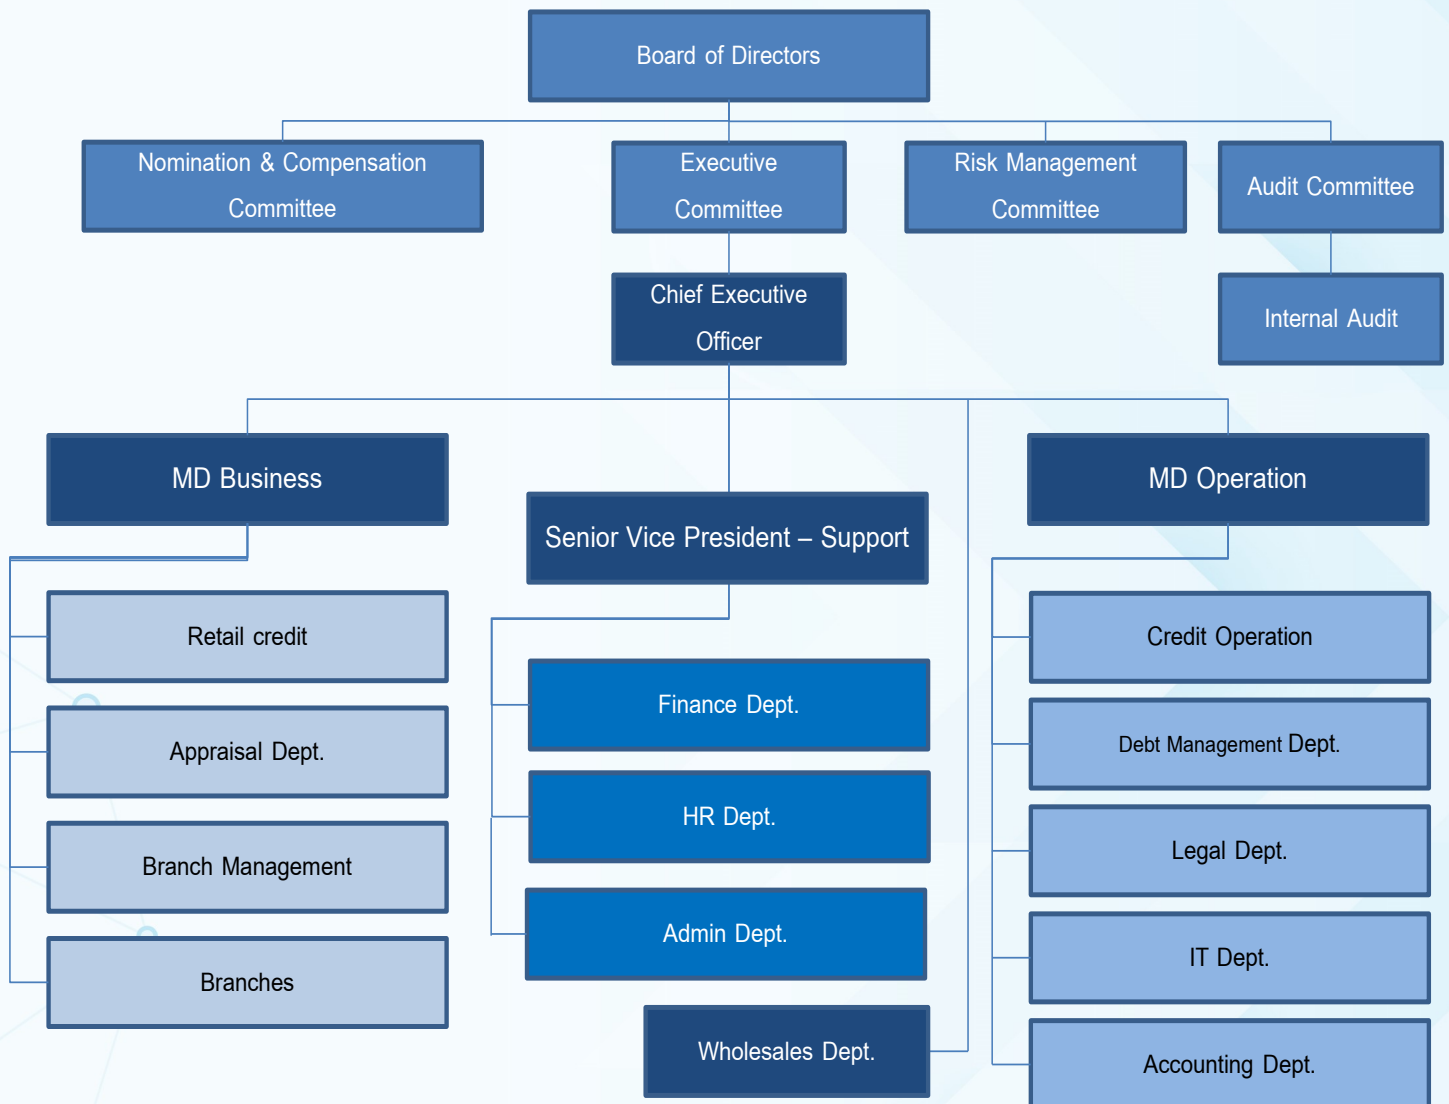 Board of Directors
Nomination & Compensation
Committee
Executive
Committee
Risk Management
Committee
Audit Committee
Chief Executive
Officer
Internal Audit
MD Business
Senior Vice President – Support
MD Operation
Retail credit
Appraisal Dept.
Branch Management
Branches
Finance Dept.
HR Dept.
Admin Dept.
Wholesales Dept.
Credit Operation
Debt Management Dept.
Legal Dept.
IT Dept.
Accounting Dept.